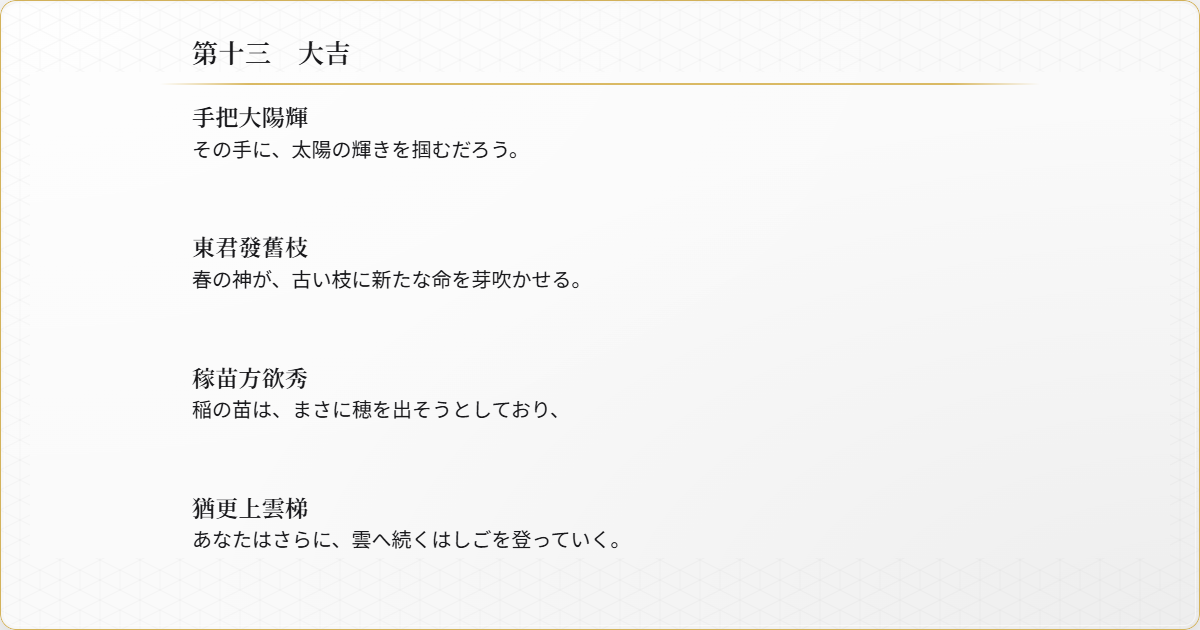 第十三　大吉
手把大陽輝
その手に、太陽の輝きを掴むだろう。
東君發舊枝
春の神が、古い枝に新たな命を芽吹かせる。
稼苗方欲秀
稲の苗は、まさに穂を出そうとしており、
猶更上雲梯
あなたはさらに、雲へ続くはしごを登っていく。